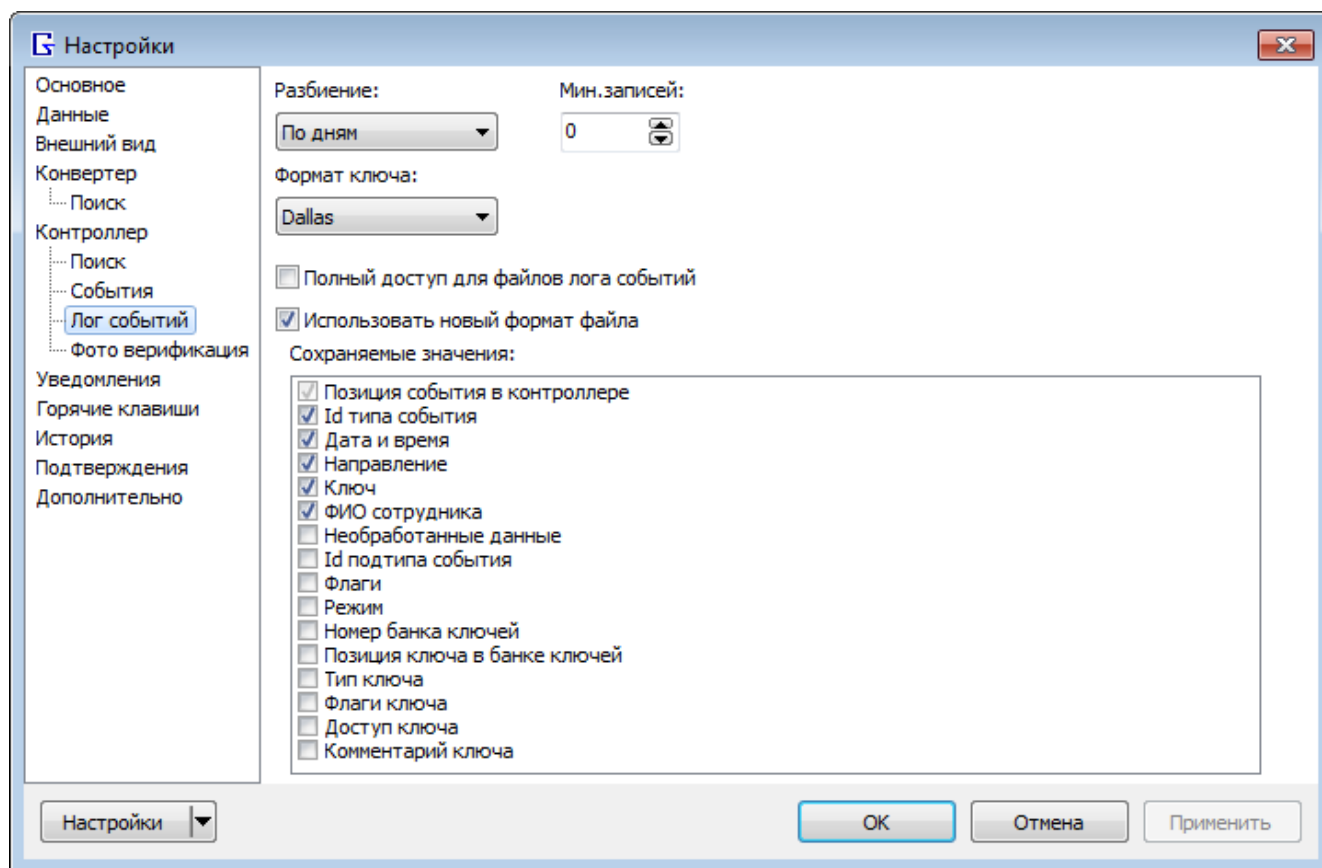 Настройки
Основное
Данные
Внешний вид
Конвертер
Поиск
Контроллер
Поиск
События
Лог событий
Фото верификация
Уведомления
Горячие клавиши
История
Подтверждения
Дополнительно
Разбиение:
Мин.записей:
По дням
0
Формат ключа:
Dallas
Полный доступ для файлов лога событий
Использовать новый формат файла
Сохраняемые значения:
Позиция события в контроллере
Id типа события
Дата и время
Направление
Ключ
ФИО сотрудника
Необработанные данные
Id подтипа события
Флаги
Режим
Номер банка ключей
Позиция ключа в банке ключей
Тип ключа
Флаги ключа
Доступ ключа
Комментарий ключа
Настройки
ОК
Отмена
Применить